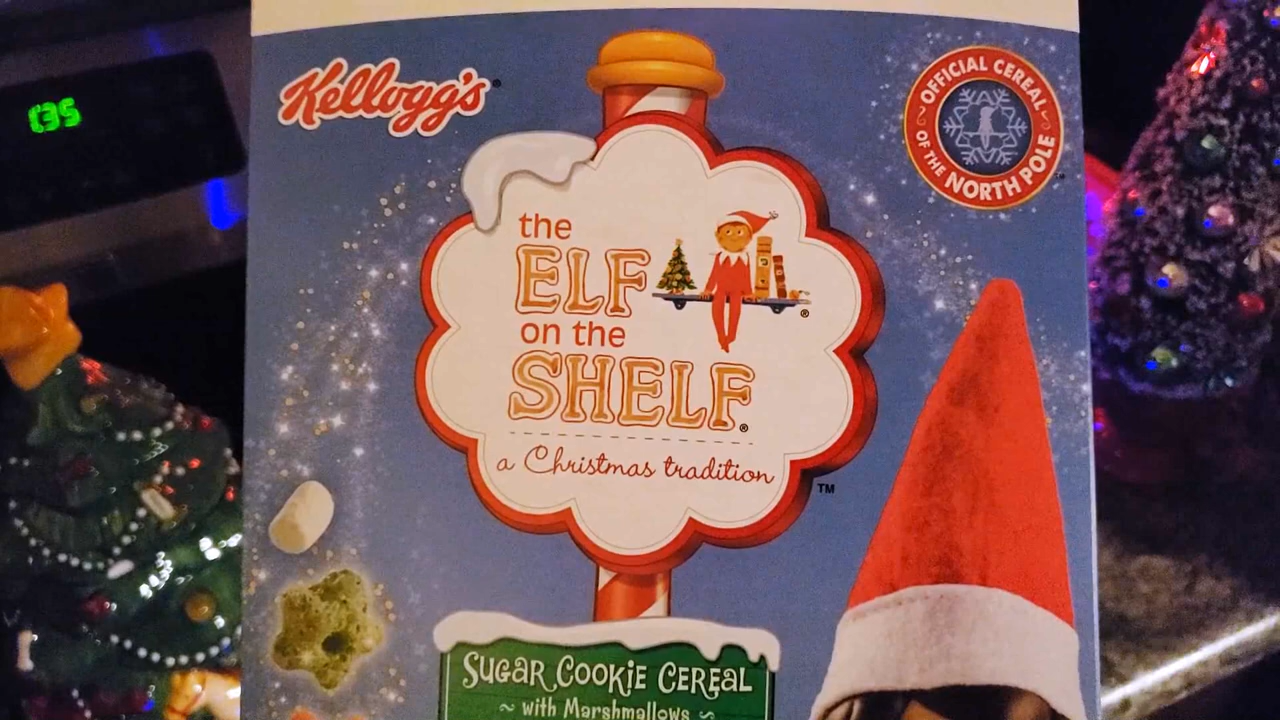 Kellogg's®
OFFICIAL CEREAL
OF THE NORTH POLE
the
ELF
on the
SHELF®
a Christmas tradition
TM
SUGAR COOKIE CEREAL
~ with Marshmallows ~